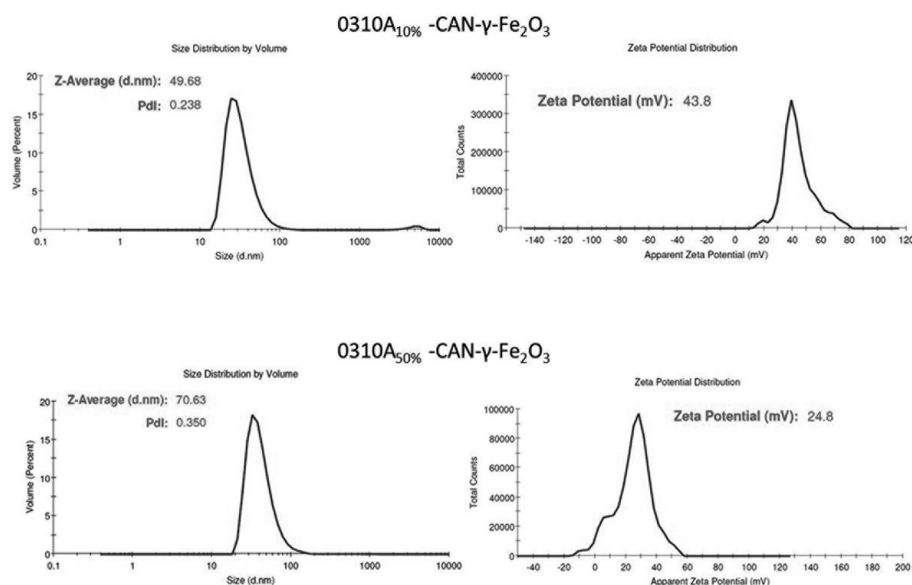 0310A10% -CAN-γ-Fe2O3
Size Distribution by Volume
Z-Average (d.nm): 49.68
PdI: 0.238
20
15
10
5
0
Volume (Percent)
0.1 1 10 100 1000 10000
Size (d.nm)
Zeta Potential Distribution
Zeta Potential (mV): 43.8
400000
300000
200000
100000
0
Total Counts
-140 -120 -100 -80 -60 -40 -20 0 20 40 60 80 100 120
Apparent Zeta Potential (mV)
0310A50% -CAN-γ-Fe2O3
Size Distribution by Volume
Z-Average (d.nm): 70.63
PdI: 0.350
20
15
10
5
0
Volume (Percent)
0.1 1 10 100 1000 10000
Size (d.nm)
Zeta Potential Distribution
Zeta Potential (mV): 24.8
100000
80000
60000
40000
20000
0
Total Counts
-40 -20 0 20 40 60 80 100 120 140 160 180 200
Apparent Zeta Potential (mV)